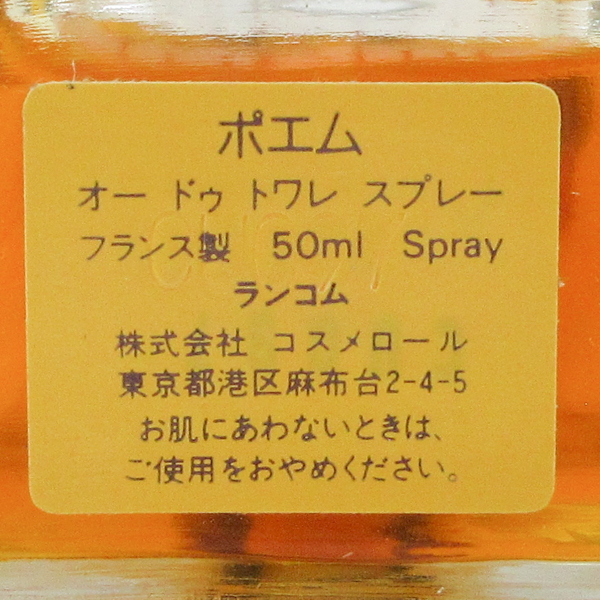 ポエム
オー ドゥ トワレ スプレー
フランス製 50ml Spray
ランコム
株式会社 コスメロール
東京都港区麻布台2-4-5
お肌にあわないときは、
ご使用をおやめください。